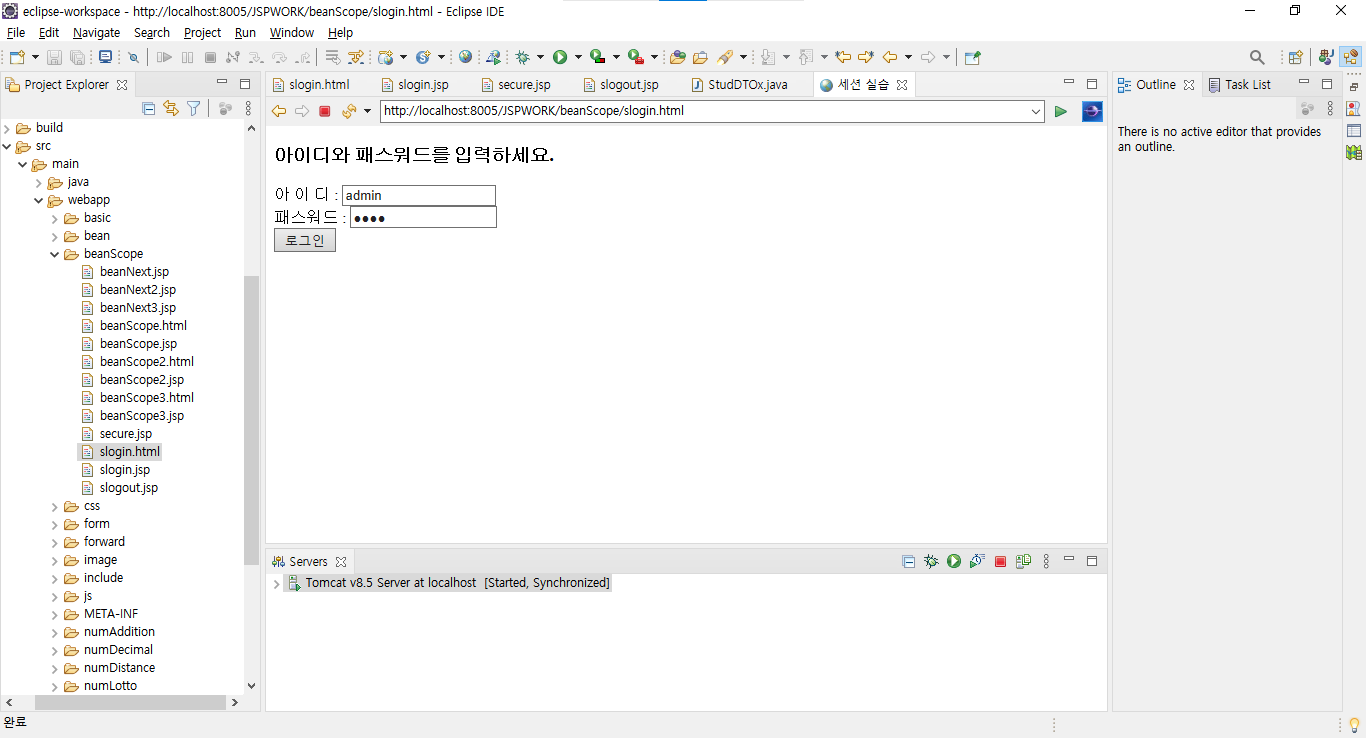 eclipse-workspace - http://localhost:8005/JSPWORK/beanScope/slogin.html - Eclipse IDE
File Edit Navigate Search Project Run Window Help
Project Explorer
build
src
main
java
webapp
basic
bean
beanScope
beanNext.jsp
beanNext2.jsp
beanNext3.jsp
beanScope.html
beanScope.jsp
beanScope2.html
beanScope2.jsp
beanScope3.html
beanScope3.jsp
secure.jsp
slogin.html
slogin.jsp
slogout.jsp
css
form
forward
image
include
js
META-INF
numAddition
numDecimal
numDistance
numLotto
slogin.html slogin.jsp secure.jsp slogout.jsp StudDTOx.java 세션 실습
http://localhost:8005/JSPWORK/beanScope/slogin.html
아이디와 패스워드를 입력하세요.
아 이 디 : admin
패스워드 : ●●●●
로그인
Servers
Tomcat v8.5 Server at localhost [Started, Synchronized]
Outline Task List
There is no active editor that provides
an outline.
완료